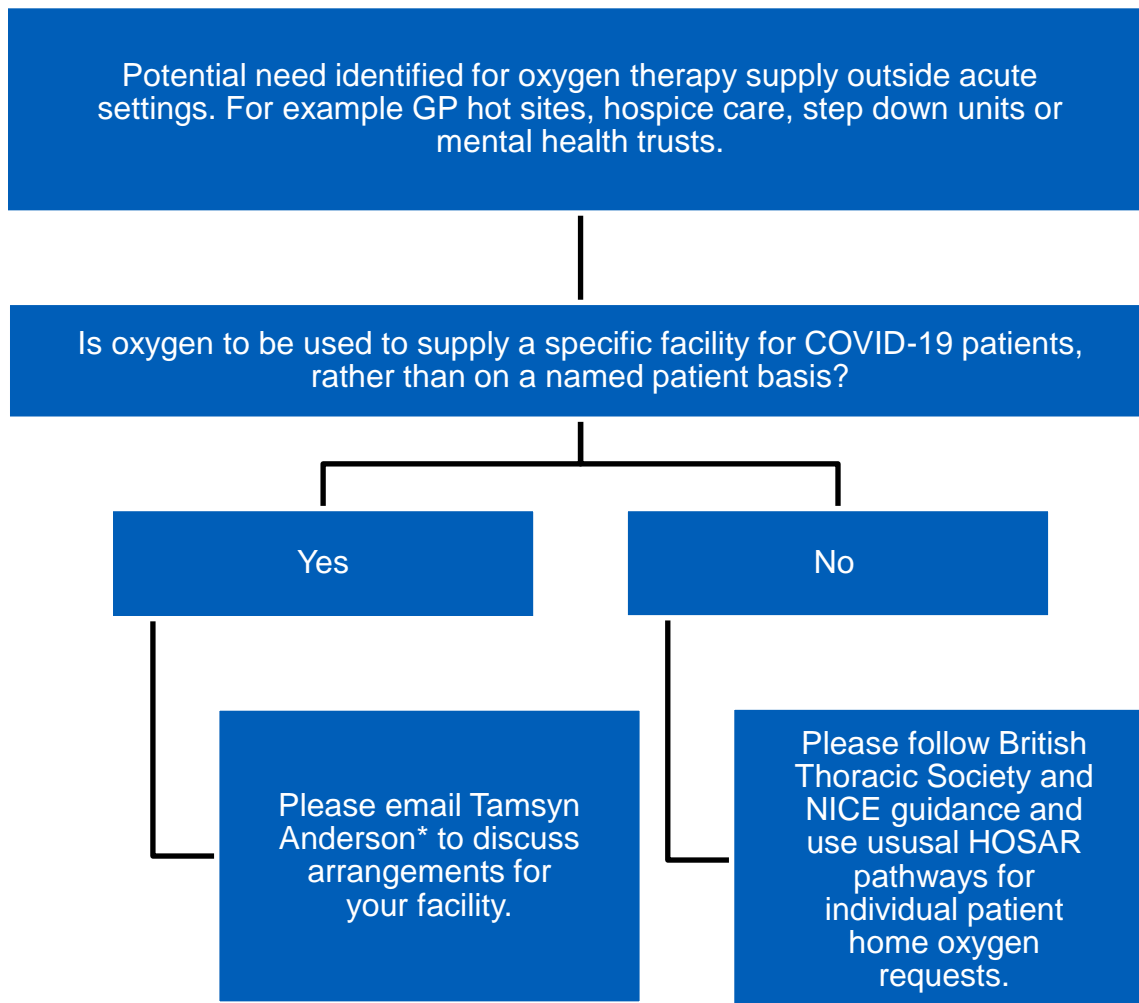 Potential need identified for oxygen therapy supply outside acute
settings. For example GP hot sites, hospice care, step down units or
mental health trusts.
Is oxygen to be used to supply a specific facility for COVID-19 patients,
rather than on a named patient basis?
Yes
No
Please email Tamsyn
Anderson* to discuss
arrangements for
your facility.
Please follow British
Thoracic Society and
NICE guidance and
use ususal HOSAR
pathways for
individual patient
home oxygen
requests.